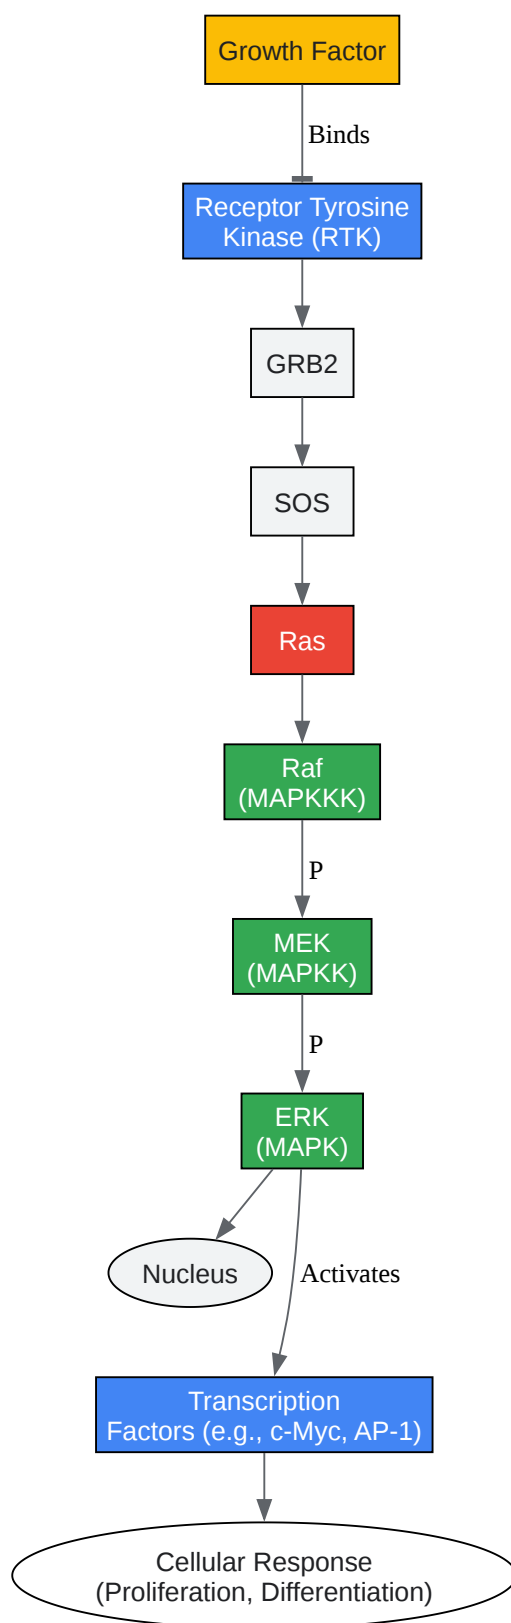 Growth Factor
Binds
Receptor Tyrosine
Kinase (RTK)
GRB2
SOS
Ras
Raf
(MAPKKK)
P
MEK
(MAPKK)
P
ERK
(MAPK)
Nucleus
Activates
Transcription
Factors (e.g., c-Myc, AP-1)
Cellular Response
(Proliferation, Differentiation)